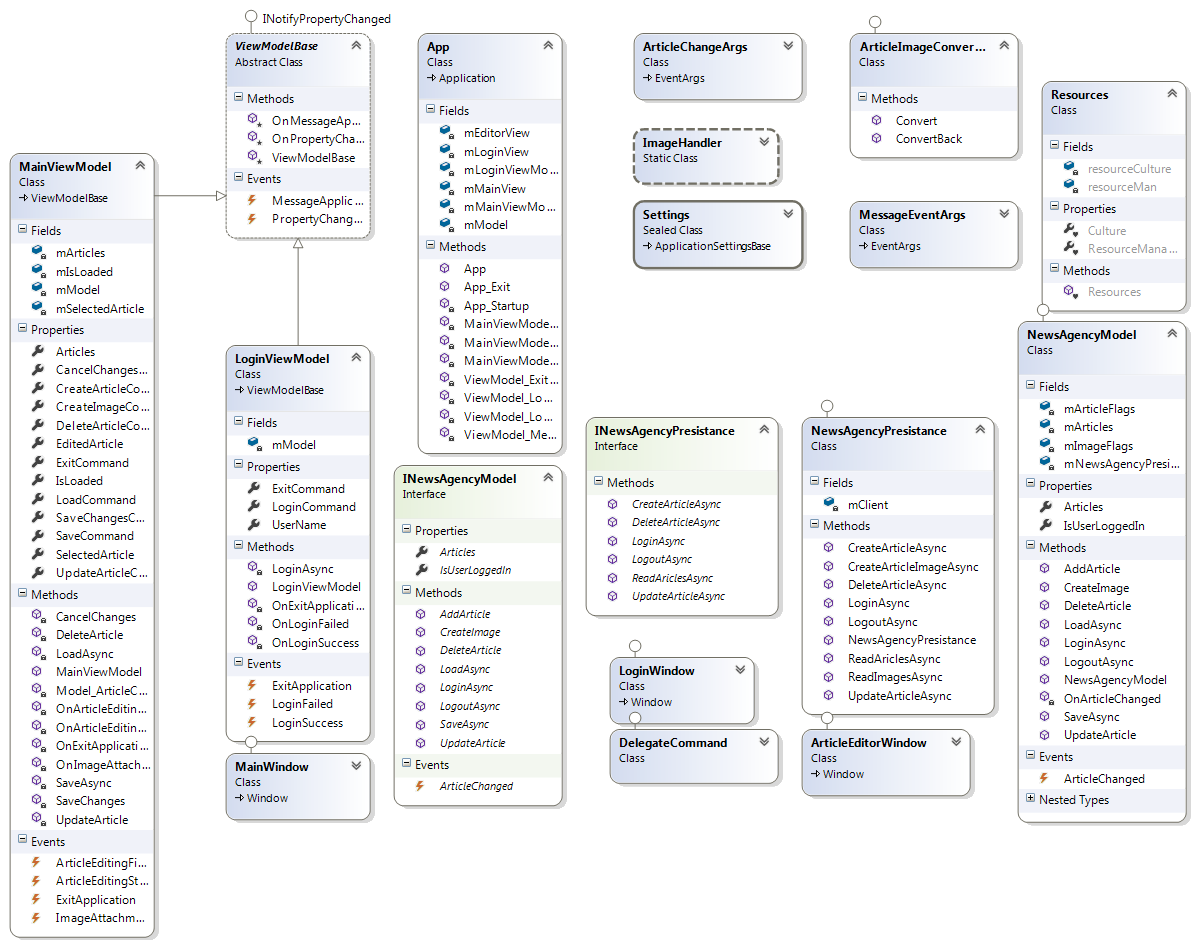 INotifyPropertyChanged
ViewModelBase
Abstract Class
Methods
OnMessageAp...
OnPropertyCha...
ViewModelBase
Events
MessageApplic...
PropertyChang...
MainViewModel
Class
ViewModelBase
Fields
mArticles
mIsLoaded
mModel
mSelectedArticle
Properties
Articles
CancelChanges...
CreateArticleCo...
CreateImageCo...
DeleteArticleCo...
EditedArticle
ExitCommand
IsLoaded
LoadCommand
SaveChangesC...
SaveCommand
SelectedArticle
UpdateArticleC...
Methods
CancelChanges
DeleteArticle
LoadAsync
MainViewModel
Model_ArticleC...
OnArticleEditin...
OnArticleEditin...
OnExitApplicati...
OnImageAttach...
SaveAsync
SaveChanges
UpdateArticle
Events
ArticleEditingFi...
ArticleEditingSt...
ExitApplication
ImageAttachm...
LoginViewModel
Class
ViewModelBase
Fields
mModel
Properties
ExitCommand
LoginCommand
UserName
Methods
LoginAsync
LoginViewModel
OnExitApplicati...
OnLoginFailed
OnLoginSuccess
Events
ExitApplication
LoginFailed
LoginSuccess
MainWindow
Class
Window
App
Class
Application
Fields
mEditorView
mLoginView
mLoginViewMo...
mMainView
mMainViewMo...
mModel
Methods
App
App_Exit
App_Startup
MainViewMode...
MainViewMode...
MainViewMode...
ViewModel_Exit...
ViewModel_Lo...
ViewModel_Lo...
ViewModel_Me...
INewsAgencyModel
Interface
Properties
Articles
IsUserLoggedIn
Methods
AddArticle
CreateImage
DeleteArticle
LoadAsync
LoginAsync
LogoutAsync
SaveAsync
UpdateArticle
Events
ArticleChanged
ArticleChangeArgs
Class
EventArgs
ImageHandler
Static Class
Settings
Sealed Class
ApplicationSettingsBase
INewsAgencyPresistance
Interface
Methods
CreateArticleAsync
DeleteArticleAsync
LoginAsync
LogoutAsync
ReadAriclesAsync
UpdateArticleAsync
LoginWindow
Class
Window
DelegateCommand
Class
ArticleImageConver...
Class
Methods
Convert
ConvertBack
MessageEventArgs
Class
EventArgs
NewsAgencyPresistance
Class
Fields
mClient
Methods
CreateArticleAsync
CreateArticleImageAsync
DeleteArticleAsync
LoginAsync
LogoutAsync
NewsAgencyPresistance
ReadAriclesAsync
ReadImagesAsync
UpdateArticleAsync
ArticleEditorWindow
Class
Window
Resources
Class
Fields
resourceCulture
resourceMan
Properties
Culture
ResourceMana...
Methods
Resources
NewsAgencyModel
Class
Fields
mArticleFlags
mArticles
mImageFlags
mNewsAgencyPresi...
Properties
Articles
IsUserLoggedIn
Methods
AddArticle
CreateImage
DeleteArticle
LoadAsync
LoginAsync
LogoutAsync
NewsAgencyModel
OnArticleChanged
SaveAsync
UpdateArticle
Events
ArticleChanged
Nested Types